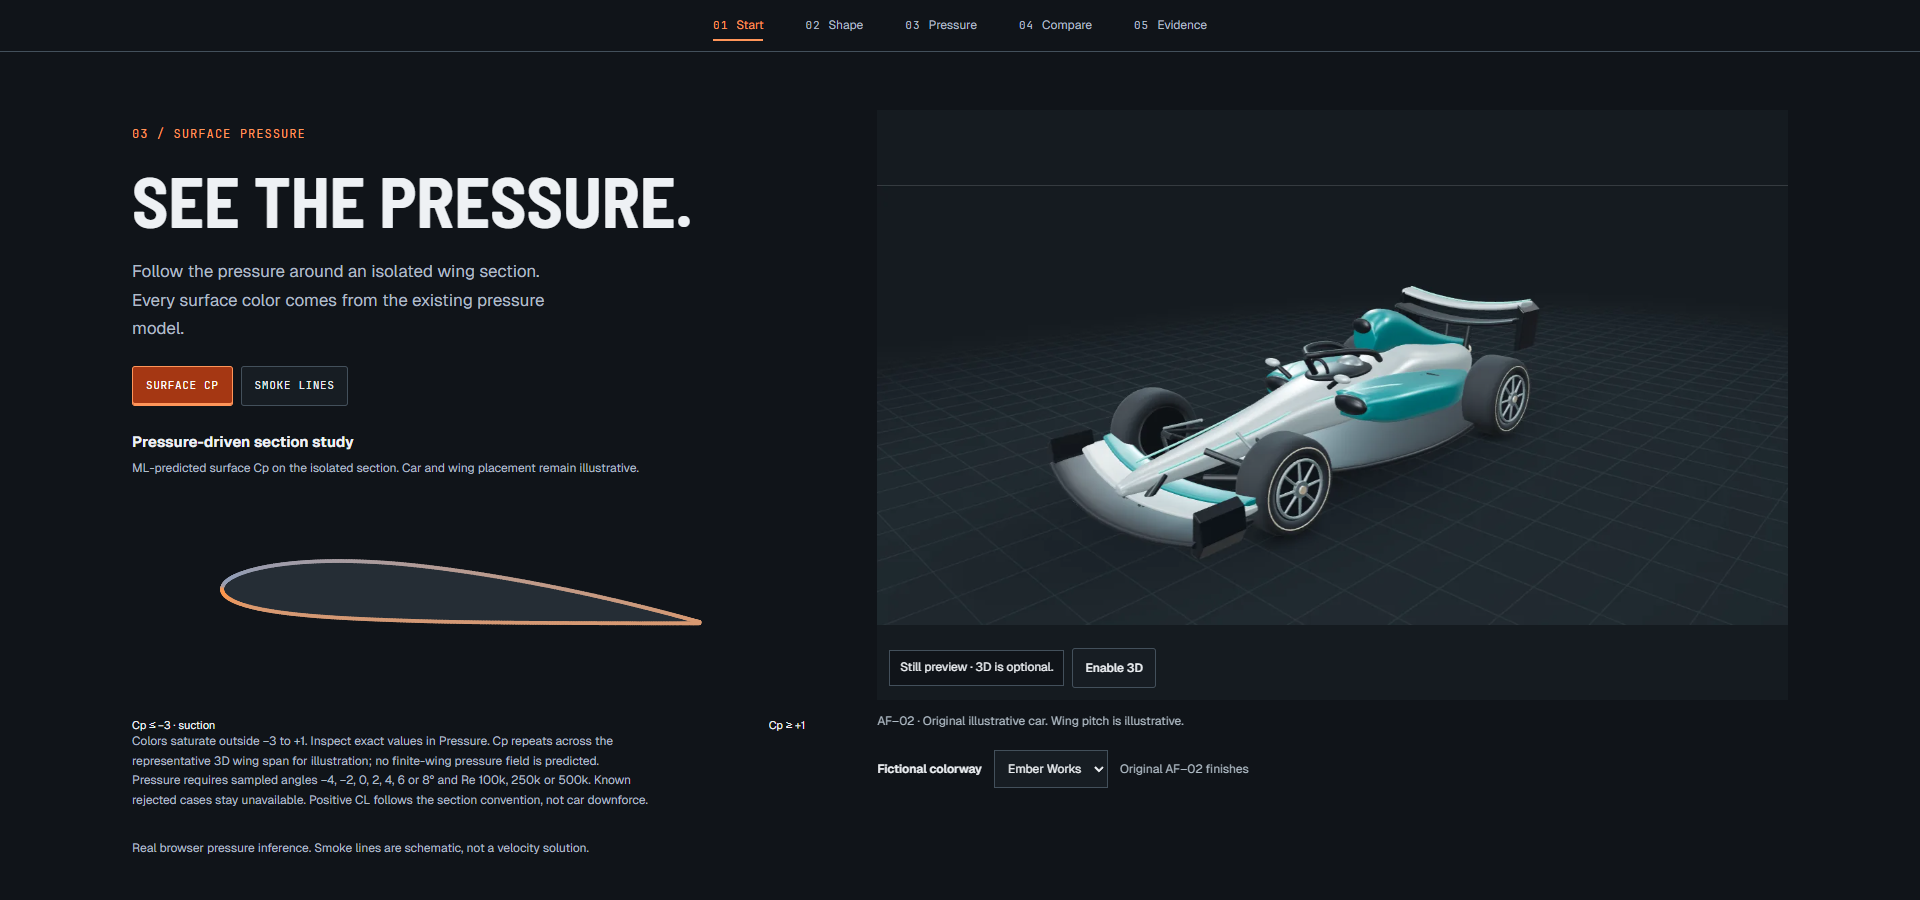 01 Start
02 Shape
03 Pressure
04 Compare
05 Evidence
03 / SURFACE PRESSURE
SEE THE PRESSURE.
Follow the pressure around an isolated wing section.
Every surface color comes from the existing pressure
model.
SURFACE CP
SMOKE LINES
Pressure-driven section study
ML-predicted surface Cp on the isolated section. Car and wing placement remain illustrative.
Cp ≤ −3 · suction
Cp ≥ +1
Colors saturate outside −3 to +1. Inspect exact values in Pressure. Cp repeats across the
representative 3D wing span for illustration; no finite-wing pressure field is predicted.
Pressure requires sampled angles −4, −2, 0, 2, 4, 6 or 8° and Re 100k, 250k or 500k. Known
rejected cases stay unavailable. Positive CL follows the section convention, not car downforce.
Real browser pressure inference. Smoke lines are schematic, not a velocity solution.
Still preview · 3D is optional.
Enable 3D
AF–02 · Original illustrative car. Wing pitch is illustrative.
Fictional colorway
Ember Works
Original AF–02 finishes